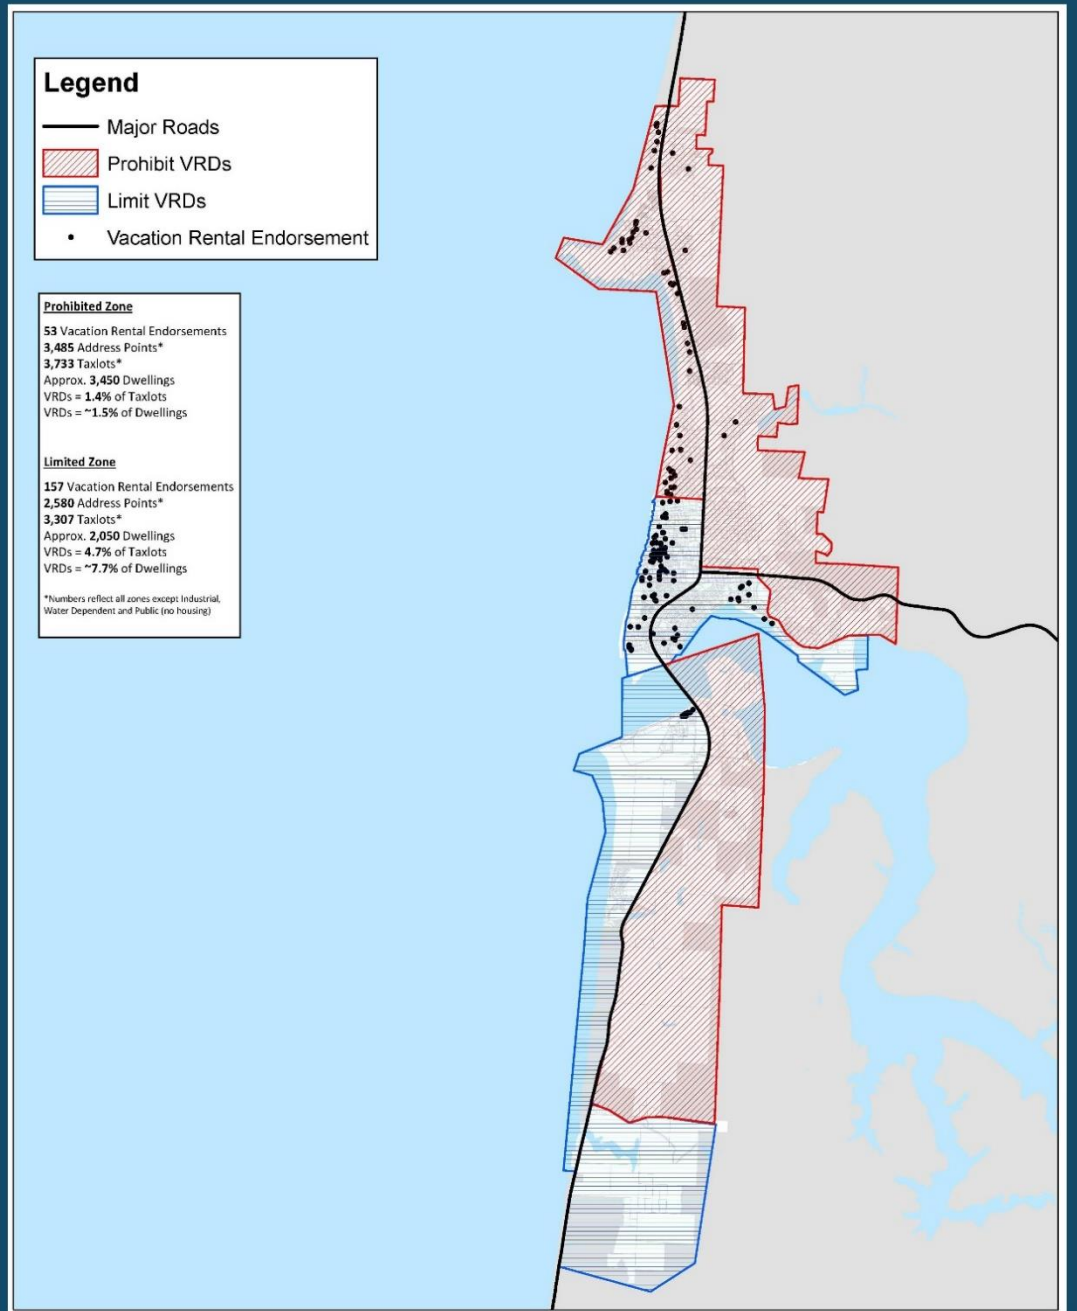 Legend
Major Roads
Prohibit VRDs
Limit VRDs
Vacation Rental Endorsement
Prohibited Zone
53 Vacation Rental Endorsements
3,485 Address Points*
3,733 Taxlots*
Approx. 3,450 Dwellings
VRDs = 1.4% of Taxlots
VRDs = ~1.5% of Dwellings
Limited Zone
157 Vacation Rental Endorsements
2,580 Address Points*
3,307 Taxlots*
Approx. 2,050 Dwellings
VRDs = 4.7% of Taxlots
VRDs = ~7.7% of Dwellings
*Numbers reflect all zones except Industrial,
Water Dependent and Public (no housing)